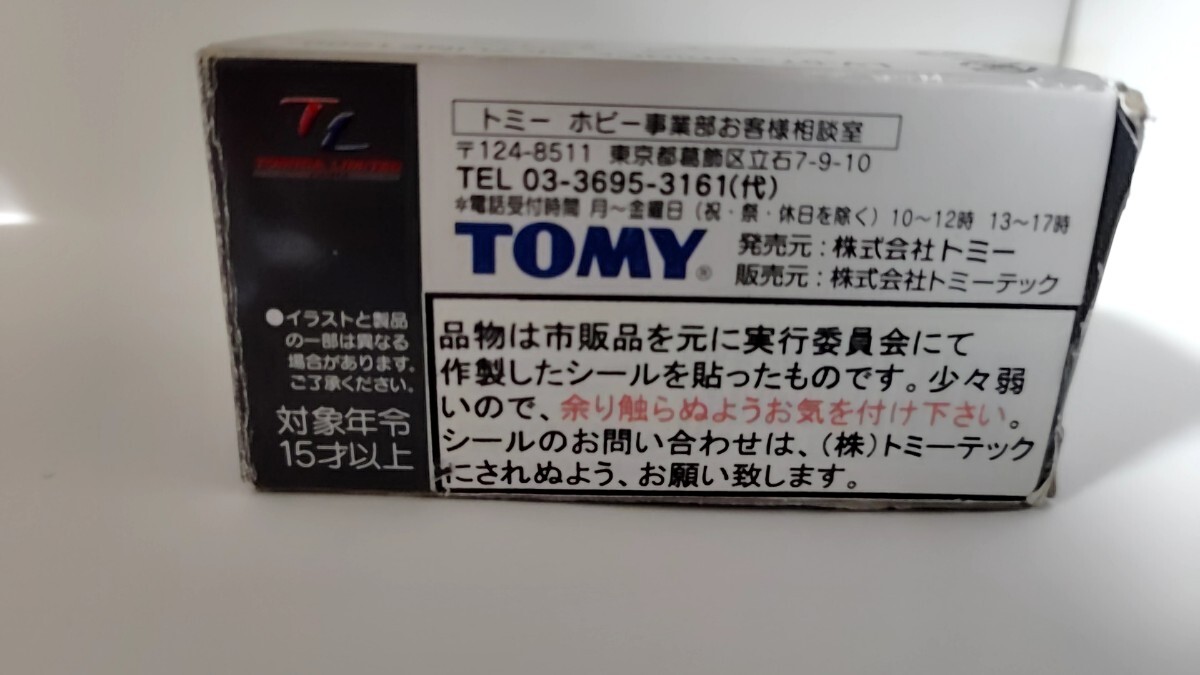 TL
TOMICA LIMITED
●イラストと製品
の一部は異なる
場合があります。
ご了承ください。
対象年令
15才以上
トミー ホビー事業部お客様相談室
〒124-8511 東京都葛飾区立石7-9-10
TEL 03-3695-3161(代)
*電話受付時間 月～金曜日(祝・祭・休日を除く) 10～12時 13～17時
TOMY®
発売元：株式会社トミー
販売元：株式会社トミーテック
品物は市販品を元に実行委員会にて
作製したシールを貼ったものです。少々弱
いので、余り触らぬようお気を付け下さい。
シールのお問い合わせは、（株）トミーテック
にされぬよう、お願い致します。